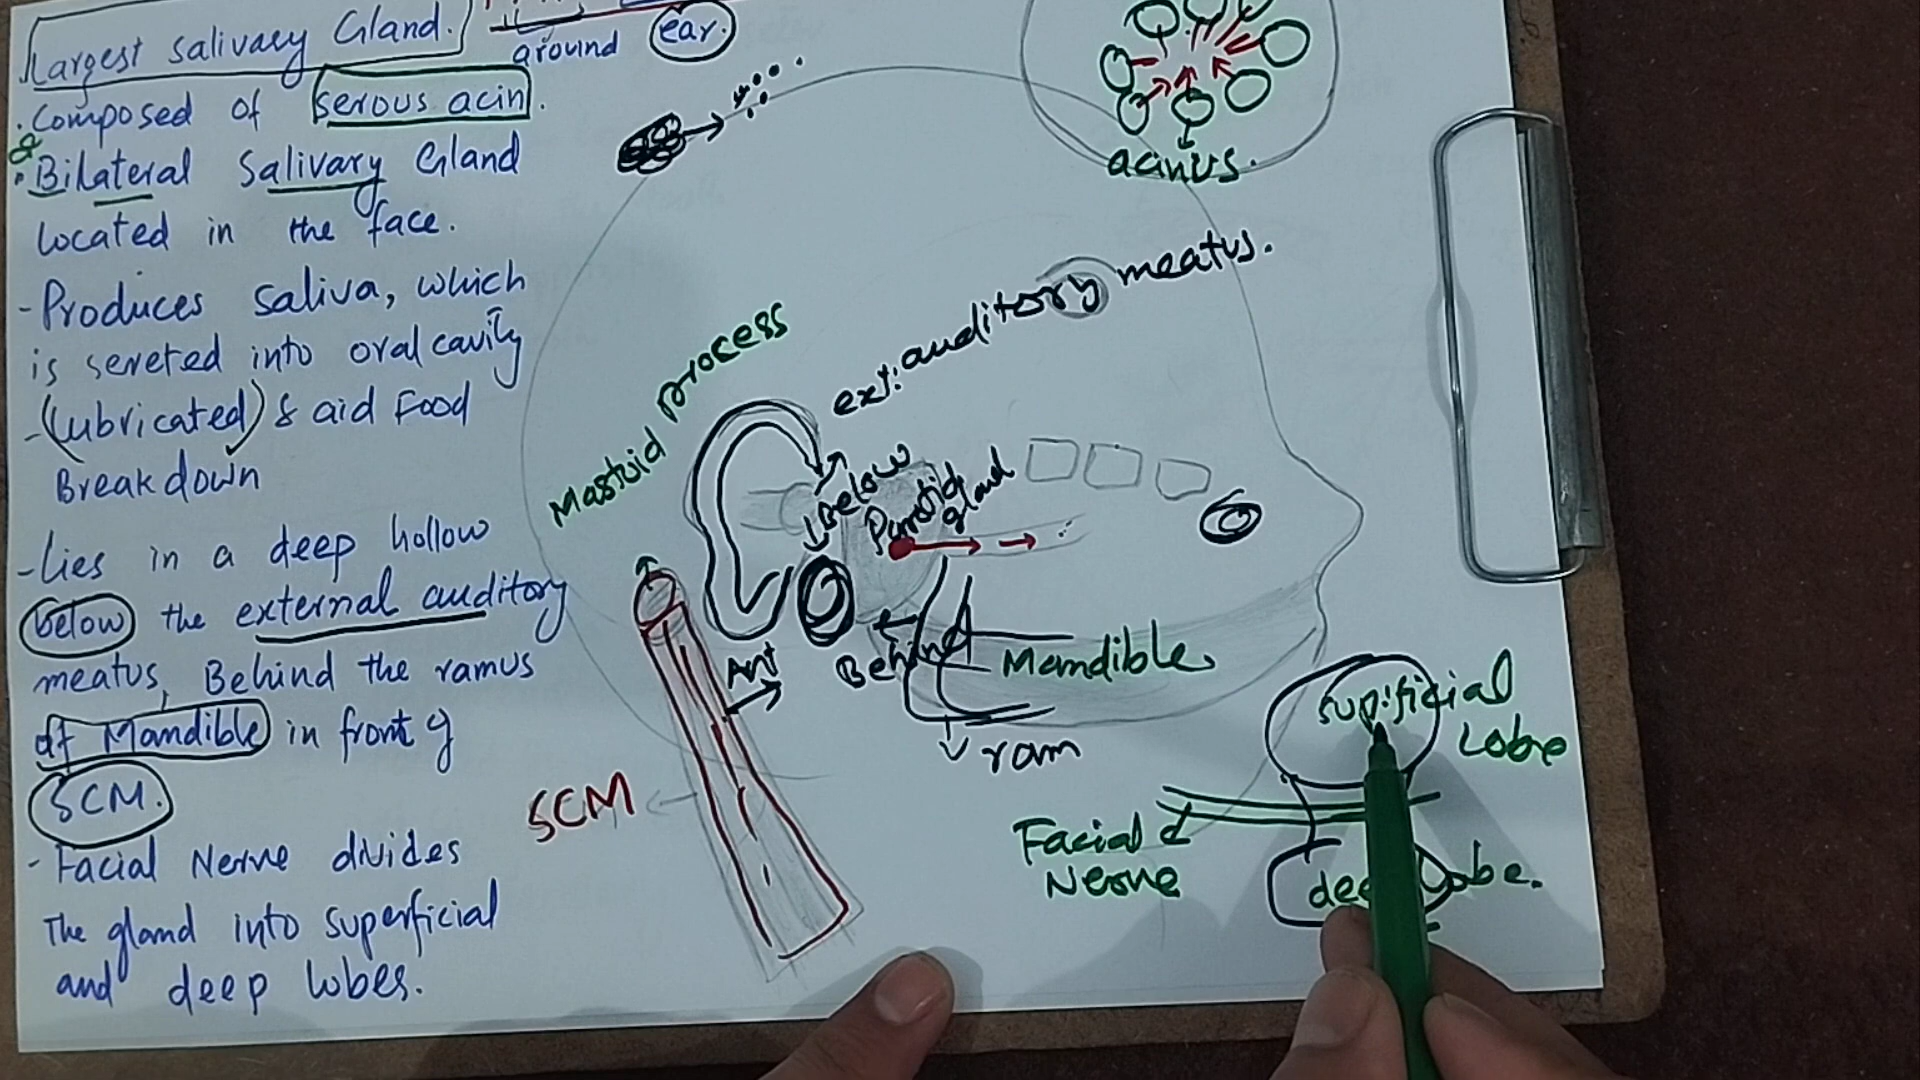 Largest salivary Gland.
around ear.
. Composed of serous acin.
. Bilateral Salivary Gland
located in the face.
- Produces saliva, which
is sereted into oral cavity
- (lubricated) & aid Food
Breakdown
- Lies in a deep hollow
below the external auditory
meatus, Behind the ramus
of Mandible in front of
SCM.
- Facial Nerve divides
The gland into superficial
and deep lobes.
acinus.
ext: auditory meatus.
Mastoid process
Below
Parotid
gland
Ant
Behind
Mandible
ram
SCM
superficial
Lobe
Facial
Nerve
lobe.